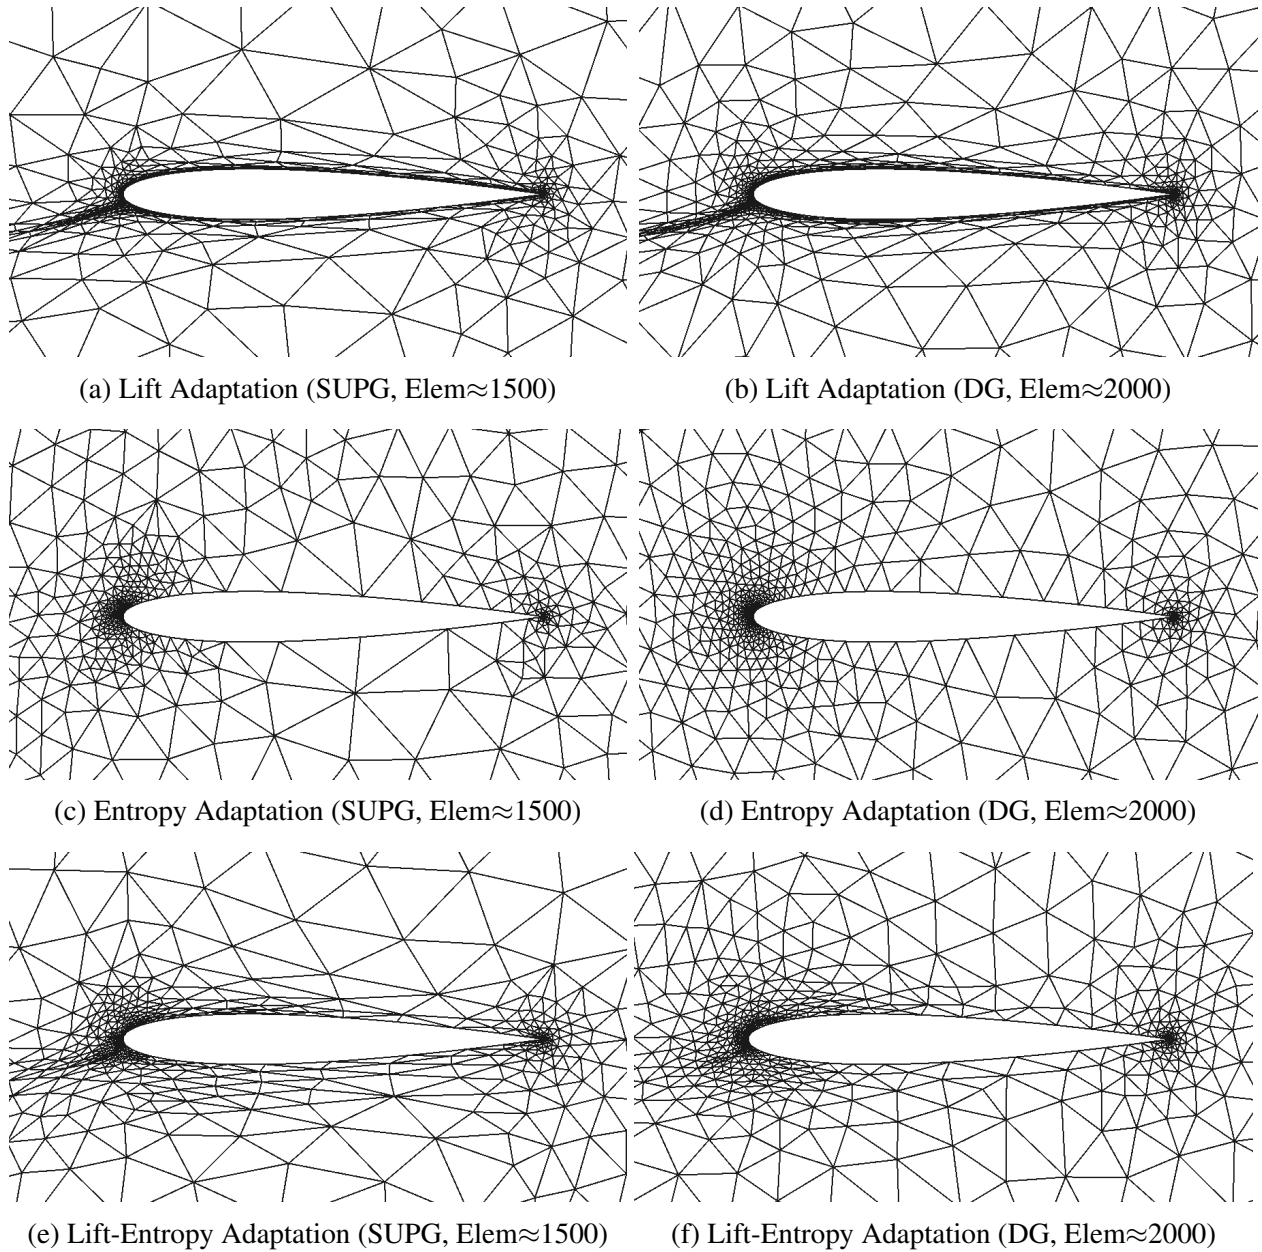 (a) Lift Adaptation (SUPG, Elem≈1500)
(b) Lift Adaptation (DG, Elem≈2000)
(c) Entropy Adaptation (SUPG, Elem≈1500)
(d) Entropy Adaptation (DG, Elem≈2000)
(e) Lift-Entropy Adaptation (SUPG, Elem≈1500)
(f) Lift-Entropy Adaptation (DG, Elem≈2000)